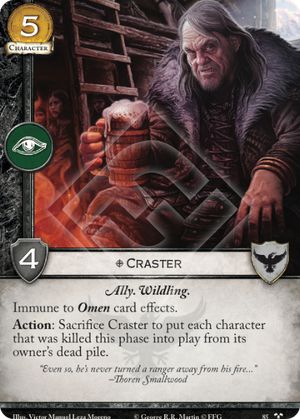 5
CHARACTER
4
CRASTER
Ally. Wildling.
Immune to Omen card effects.
Action: Sacrifice Craster to put each character
that was killed this phase into play from its
owner's dead pile.
"Even so, he's never turned a ranger away from his fire..."
–Thoren Smallwood
Illus. Victor Manuel Leza Moreno © George R.R. Martin © FFG 85